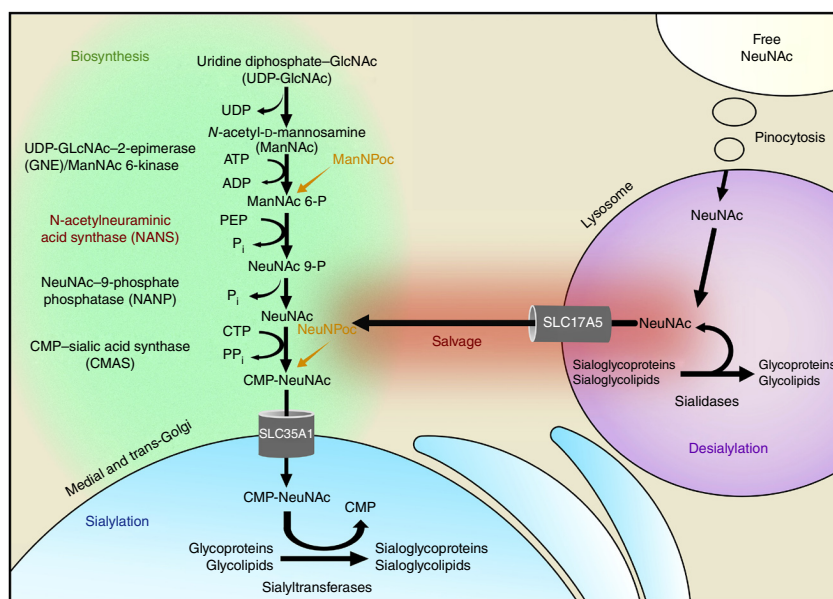 Biosynthesis
Uridine diphosphate–GlcNAc
(UDP-GlcNAc)
UDP
UDP-GLcNAc–2-epimerase
(GNE)/ManNAc 6-kinase
N-acetyl-D-mannosamine
(ManNAc)
ATP
ADP
ManNPoc
ManNAc 6-P
N-acetylneuraminic
acid synthase (NANS)
PEP
Pi
NeuNAc 9-P
NeuNAc–9-phosphate
phosphatase (NANP)
Pi
NeuNAc
CMP–sialic acid synthase
(CMAS)
CTP
PPi
NeuNPoc
CMP-NeuNAc
SLC35A1
Medial and trans-Golgi
Sialylation
CMP-NeuNAc
CMP
Glycoproteins
Glycolipids
Sialoglycoproteins
Sialoglycolipids
Sialyltransferases
Salvage
SLC17A5
Free
NeuNAc
Pinocytosis
Lysosome
NeuNAc
NeuNAc
Sialoglycoproteins
Sialoglycolipids
Glycoproteins
Glycolipids
Sialidases
Desialylation